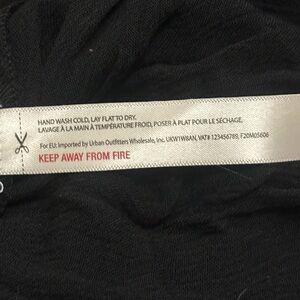 HAND WASH COLD, LAY FLAT TO DRY.
LAVAGE À LA MAIN À TEMPÉRATURE FROID, POSER À PLAT POUR LE SÉCHAGE.
For EU: imported by Urban Outfitters Wholesale, Inc. UKW1W8AN, VAT# 123456789, F20M05606
KEEP AWAY FROM FIRE